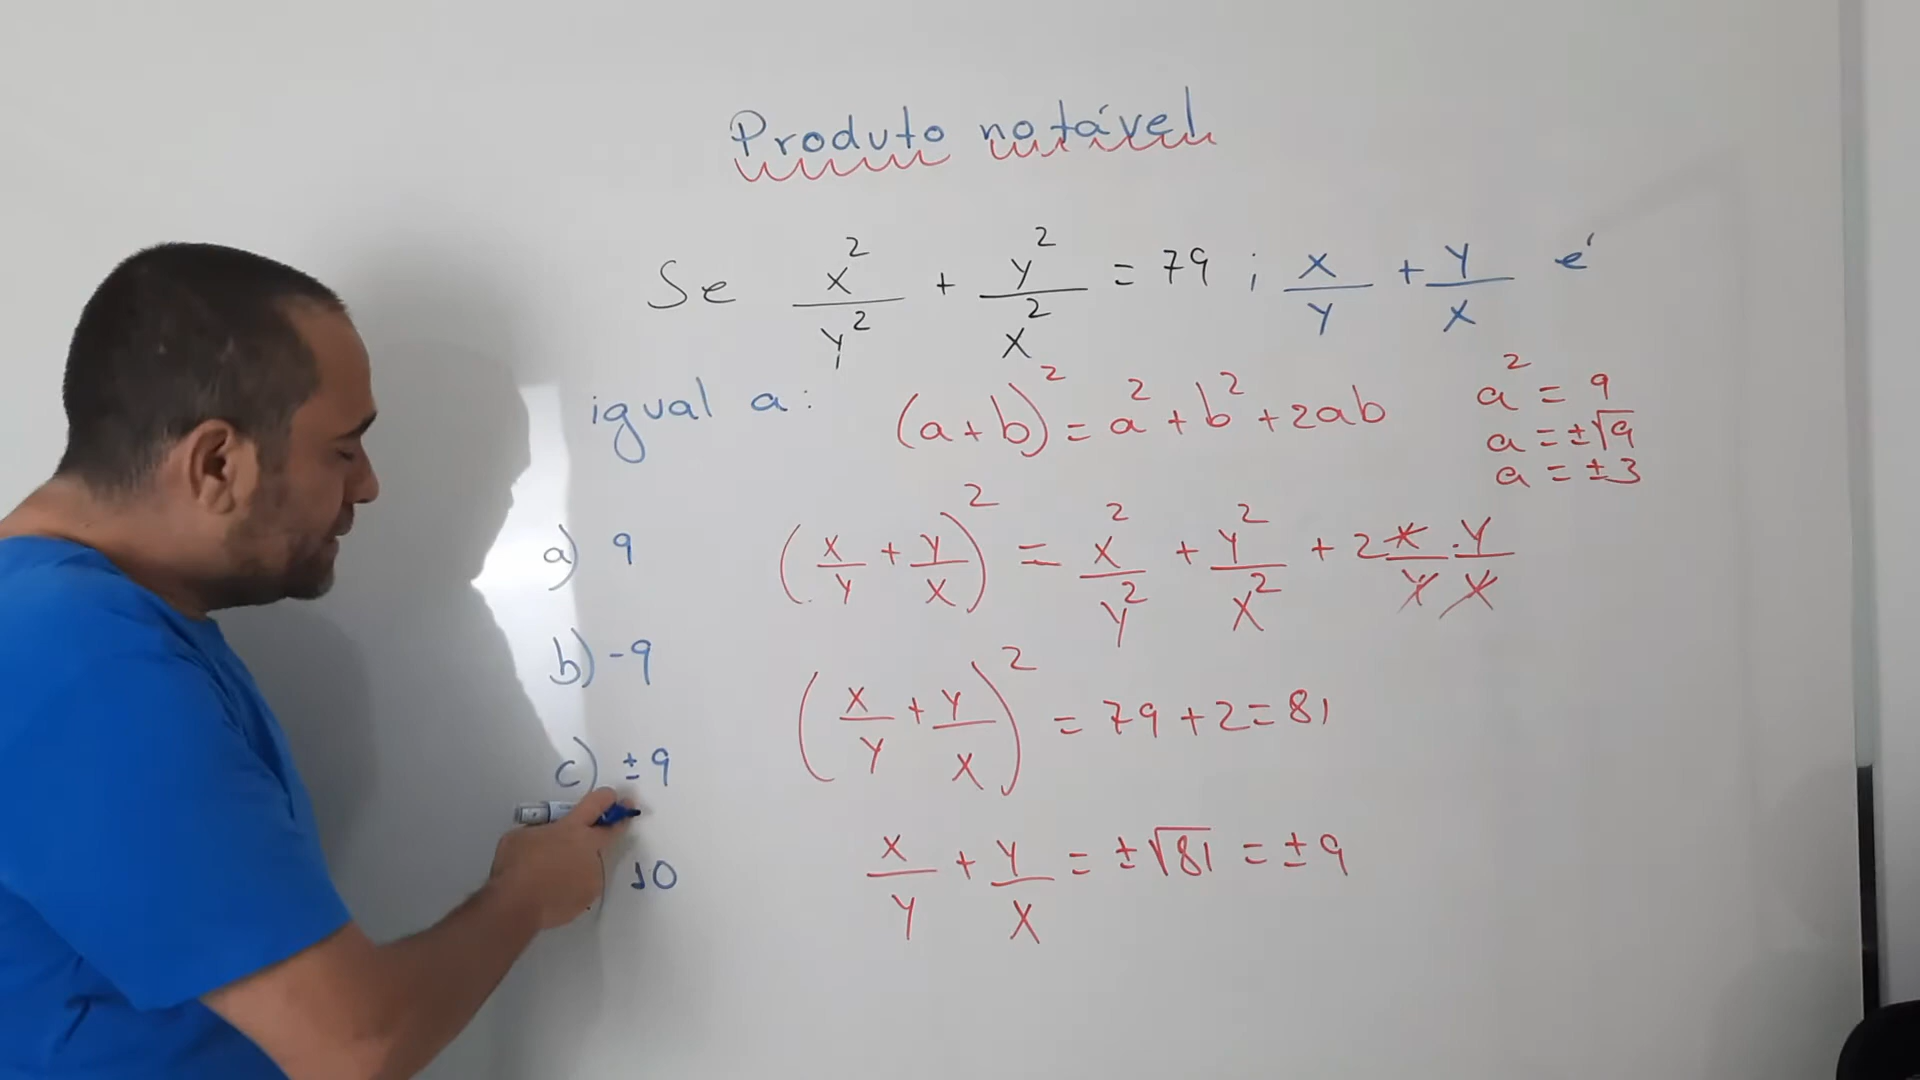 Produto notável
Se x²/y² + y²/x² = 79 ; x/y + y/x é
igual a:
(a+b)² = a² + b² + 2ab
a² = 9
a = ±√9
a = ±3
a) 9
(x/y + y/x)² = x²/y² + y²/x² + 2 x/y . y/x
b) -9
(x/y + y/x)² = 79 + 2 = 81
c) ±9
x/y + y/x = ±√81 = ±9
) 10